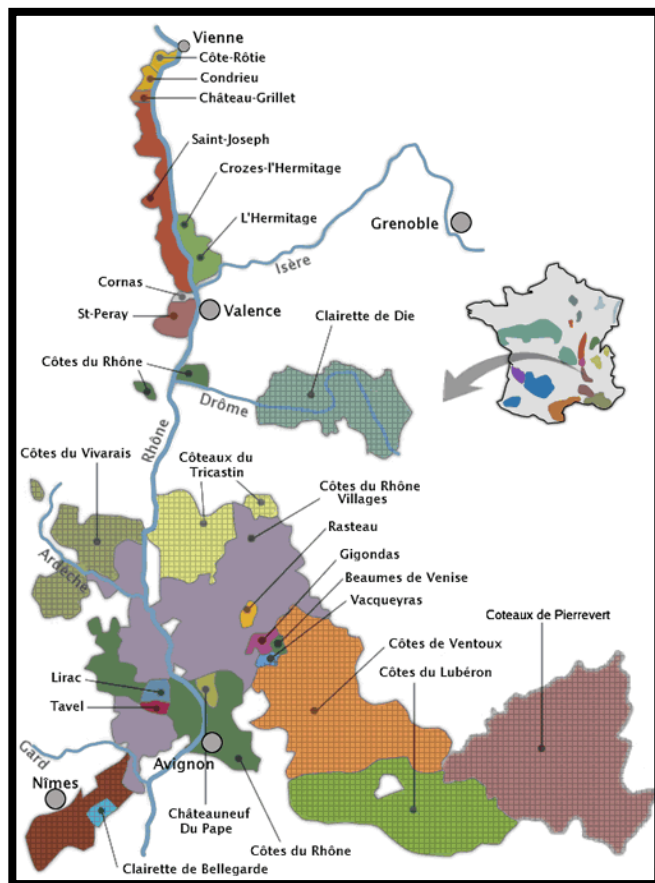 Vienne
Côte-Rôtie
Condrieu
Château-Grillet
Saint-Joseph
Crozes-l'Hermitage
L'Hermitage
Grenoble
Isère
Cornas
St-Peray
Valence
Clairette de Die
Côtes du Rhône
Drôme
Rhône
Côtes du Vivarais
Côteaux du
Tricastin
Côtes du Rhône
Villages
Rasteau
Gigondas
Beaumes de Venise
Vacqueyras
Ardèche
Coteaux de Pierrevert
Côtes de Ventoux
Côtes du Lubéron
Lirac
Tavel
Gard
Avignon
Nîmes
Châteauneuf
Du Pape
Côtes du Rhône
Clairette de Bellegarde